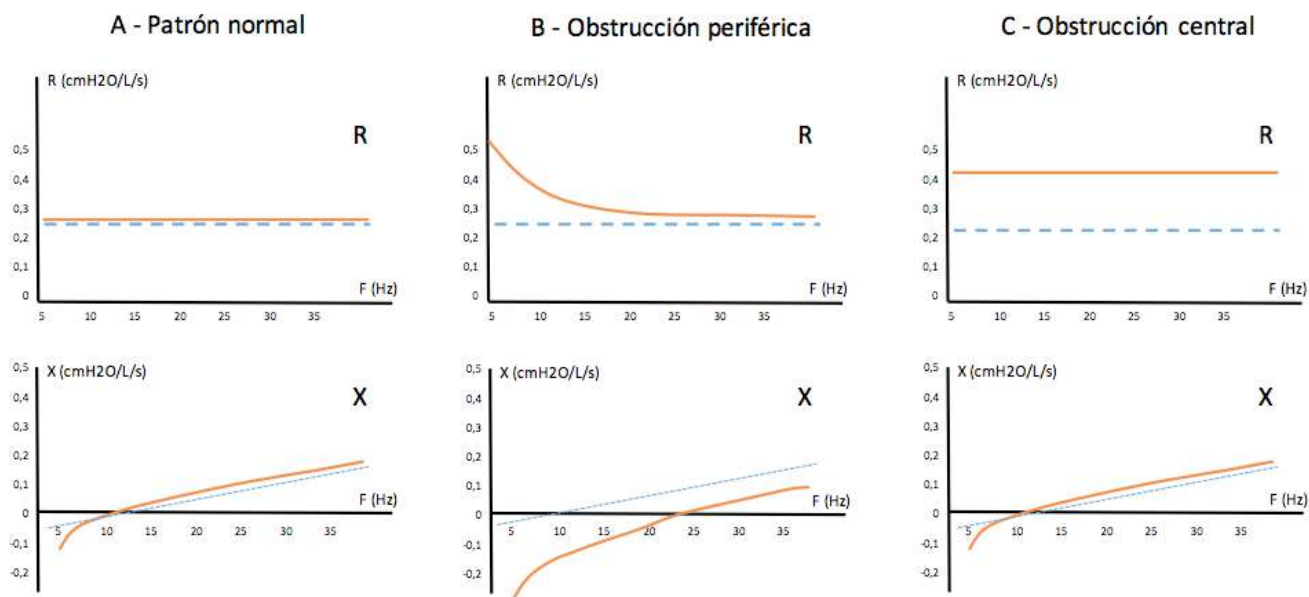 A - Patrón normal
B - Obstrucción periférica
C - Obstrucción central
R (cmH2O/L/s)
R
0,5
0,4
0,3
0,2
0,1
0
F (Hz)
5 10 15 20 25 30 35
R (cmH2O/L/s)
R
0,5
0,4
0,3
0,2
0,1
0
F (Hz)
5 10 15 20 25 30 35
R (cmH2O/L/s)
R
0,5
0,4
0,3
0,2
0,1
0
F (Hz)
5 10 15 20 25 30 35
X (cmH2O/L/s)
X
0,5
0,4
0,3
0,2
0,1
0
-0,1
-0,2
F (Hz)
5 10 15 20 25 30 35
X (cmH2O/L/s)
X
0,5
0,4
0,3
0,2
0,1
0
-0,1
-0,2
F (Hz)
5 10 15 20 25 30 35
X (cmH2O/L/s)
X
0,5
0,4
0,3
0,2
0,1
0
-0,1
-0,2
F (Hz)
5 10 15 20 25 30 35